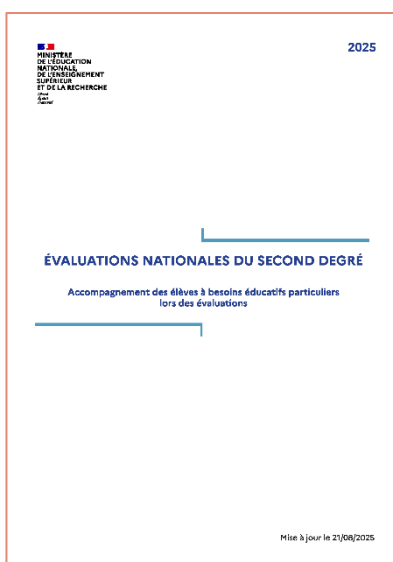 2025
MINISTÈRE
DE L'ÉDUCATION
NATIONALE,
DE L'ENSEIGNEMENT
SUPÉRIEUR
ET DE LA RECHERCHE
ÉVALUATIONS NATIONALES DU SECOND DEGRÉ
Accompagnement des élèves à besoins éducatifs particuliers
lors des évaluations
Mise à jour le 21/08/2025